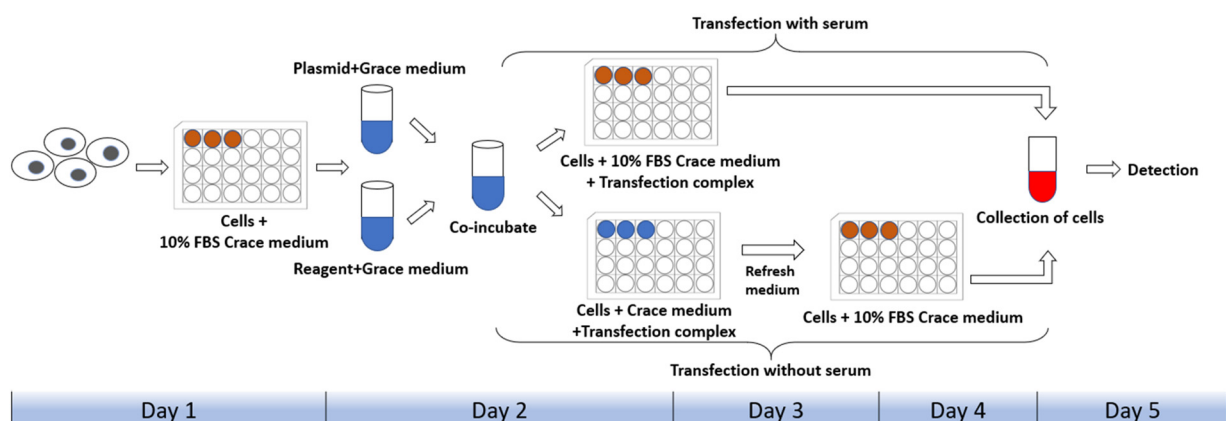 Transfection with serum
Plasmid+Grace medium
Cells +
10% FBS Crace medium
Reagent+Grace medium
Co-incubate
Cells + 10% FBS Crace medium
+ Transfection complex
Cells + Crace medium
+Transfection complex
Refresh
medium
Cells + 10% FBS Crace medium
Collection of cells
Detection
Transfection without serum
Day 1
Day 2
Day 3
Day 4
Day 5